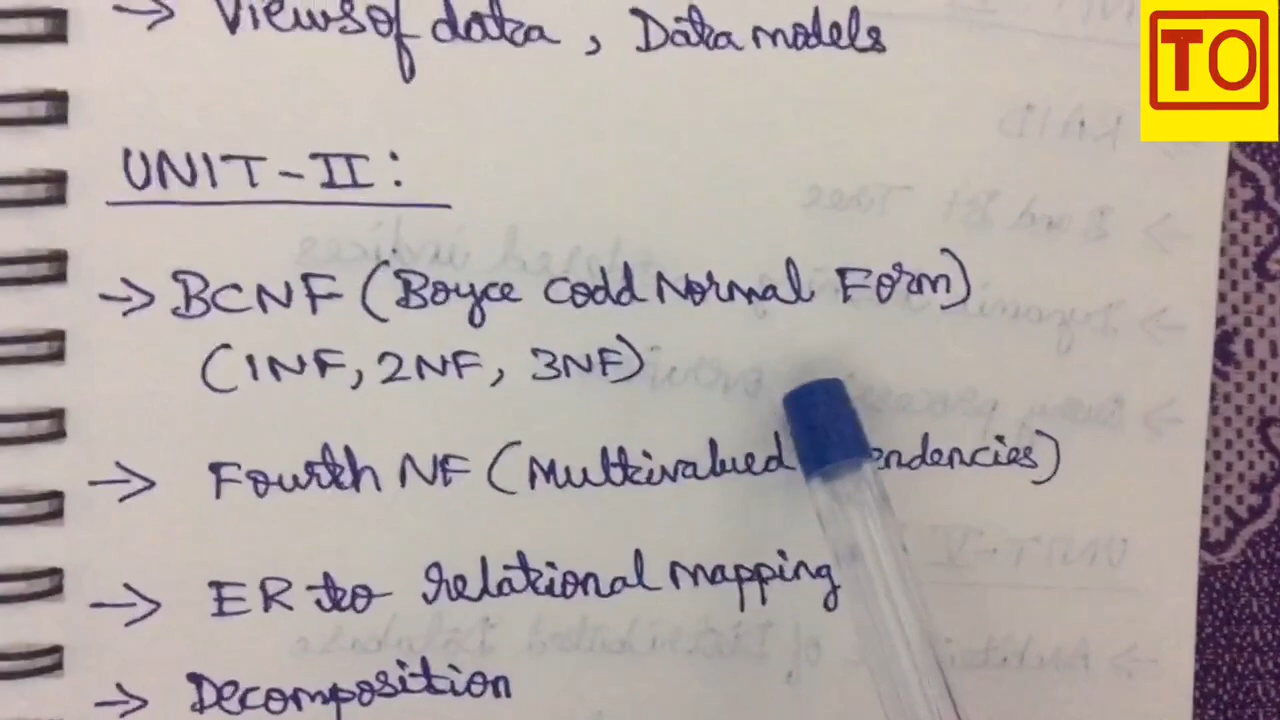 → Views of data, Data models
TO
UNIT-II:
→ BCNF (Boyce Codd Normal Form)
(1NF, 2NF, 3NF)
→ Fourth NF (Multivalued endencies)
→ ER to relational mapping
→ Decomposition